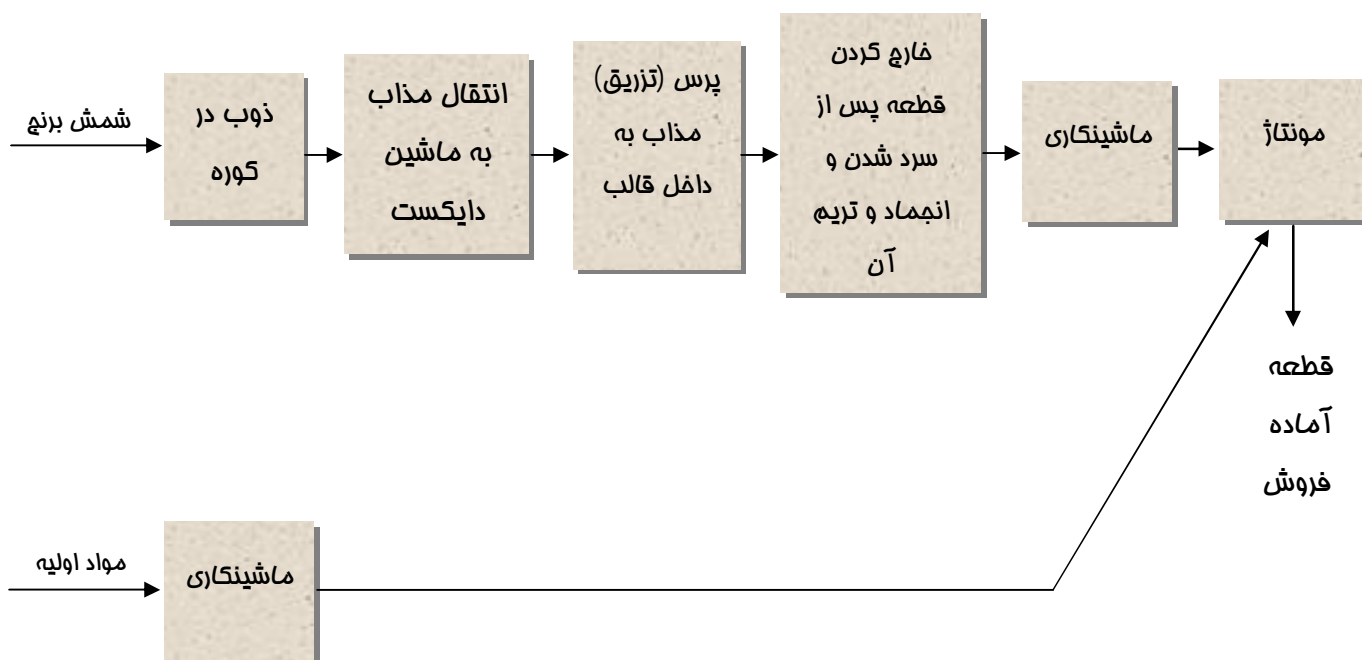 شمش برنج
ذوب در
کوره
انتقال مذاب
به ماشین
دایکست
پرس (تزریق)
مذاب به
داخل قالب
خارج کردن
قطعه پس از
سرد شدن و
انجماد و تریم
آن
ماشینکاری
مونتاژ
قطعه
آماده
فروش
مواد اولیه
ماشینکاری